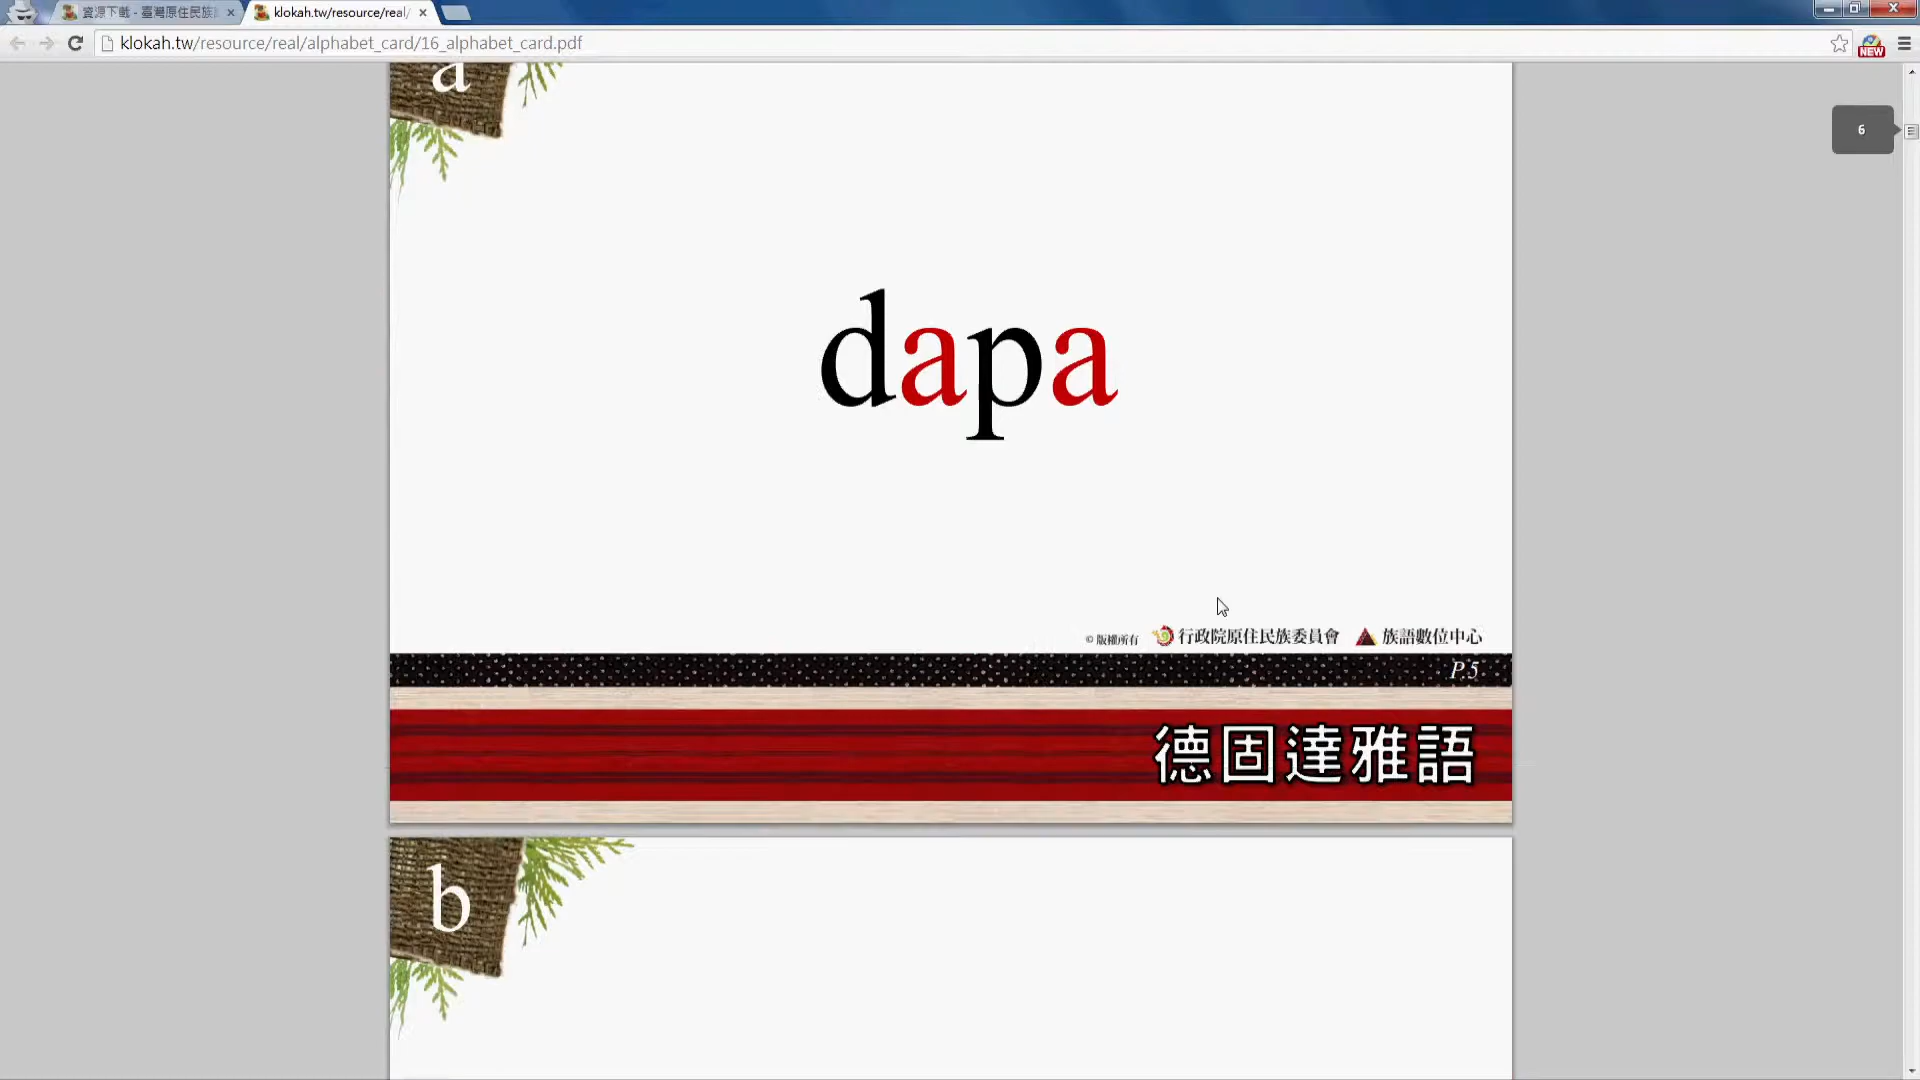 資源下載 - 臺灣原住民族
klokah.tw/resource/real/
klokah.tw/resource/real/alphabet_card/16_alphabet_card.pdf
NEW
a
6
dapa
© 版權所有 行政院原住民族委員會 族語數位中心
P.5
德固達雅語
b